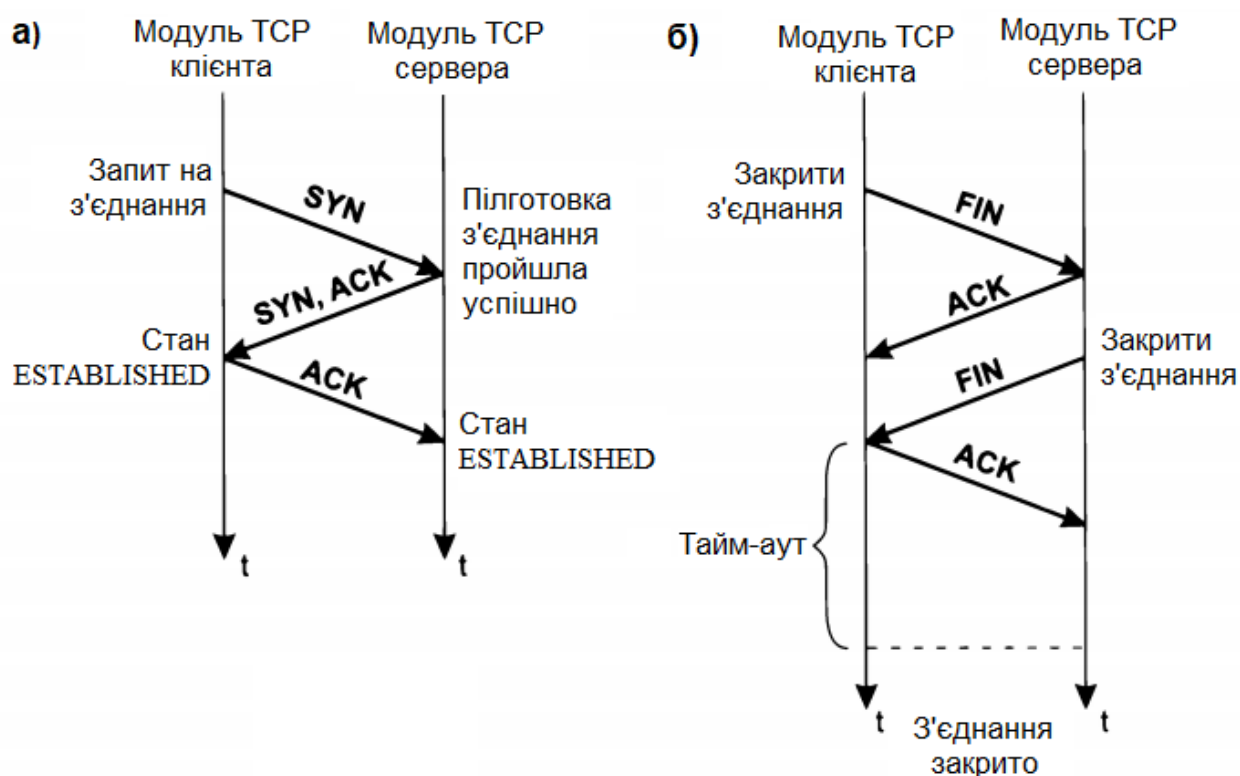 а)
Модуль TCP
клієнта
Модуль TCP
сервера
Запит на
з'єднання
SYN
Пілготовка
з'єднання
пройшла
успішно
SYN, ACK
Стан
ESTABLISHED
ACK
Стан
ESTABLISHED
t
t
б)
Модуль TCP
клієнта
Модуль TCP
сервера
Закрити
з'єднання
FIN
ACK
Закрити
з'єднання
FIN
ACK
Тайм-аут
t
t
З'єднання
закрито